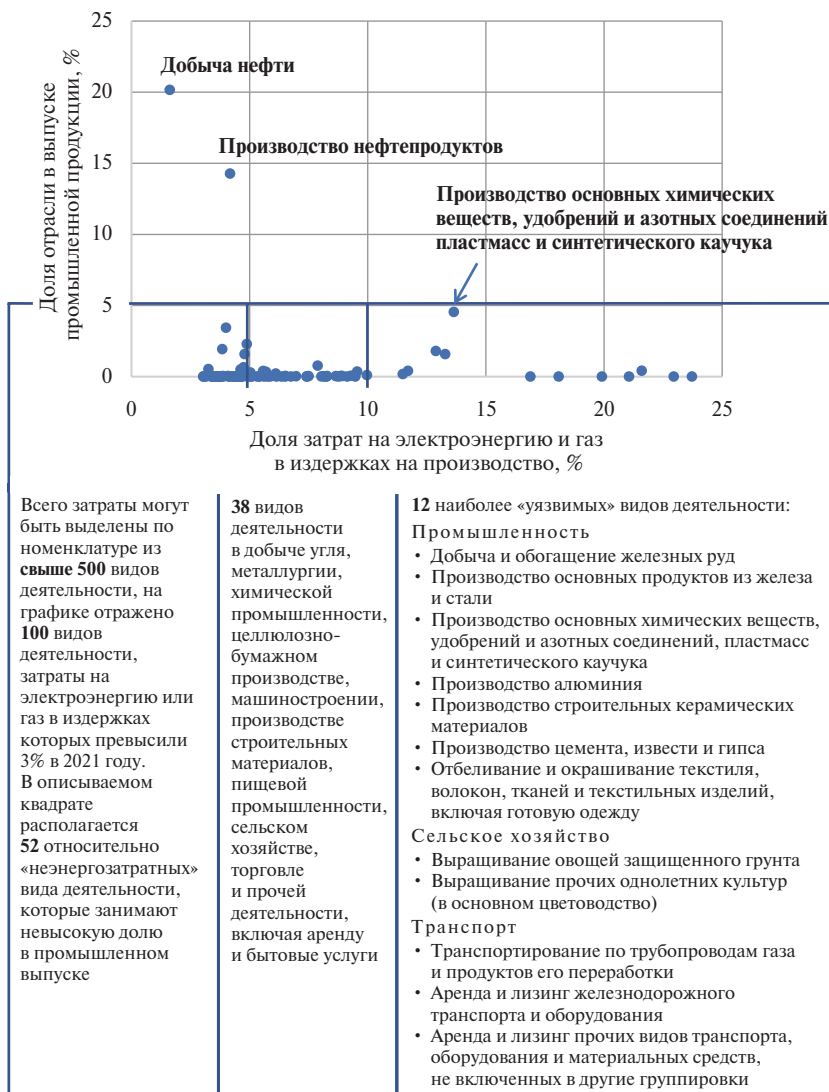 25
20
15
10
5
0
Доля отрасли в выпуске
промышленной продукции, %
Добыча нефти
Производство нефтепродуктов
Производство основных химических
веществ, удобрений и азотных соединений
пластмасс и синтетического каучука
0
5
10
15
20
25
Доля затрат на электроэнергию и газ
в издержках на производство, %
Всего затраты могут
быть выделены по
номенклатуре из
свыше 500 видов
деятельности, на
графике отражено
100 видов
деятельности,
затраты на
электроэнергию или
газ в издержках
которых превысили
3% в 2021 году.
В описываемом
квадрате
располагается
52 относительно
«неэнергозатратных»
вида деятельности,
которые занимают
невысокую долю
в промышленном
выпуске
38 видов
деятельности
в добыче угля,
металлургии,
химической
промышленности,
целлюлозно-
бумажном
производстве,
машиностроении,
производстве
строительных
материалов,
пищевой
промышленности,
сельском
хозяйстве,
торговле
и прочей
деятельности,
включая аренду
и бытовые услуги
12 наиболее «уязвимых» видов деятельности:
Промышленность
• Добыча и обогащение железных руд
• Производство основных продуктов из железа
и стали
• Производство основных химических веществ,
удобрений и азотных соединений, пластмасс
и синтетического каучука
• Производство алюминия
• Производство строительных керамических
материалов
• Производство цемента, извести и гипса
• Отбеливание и окрашивание текстиля,
волокон, тканей и текстильных изделий,
включая готовую одежду
Сельское хозяйство
• Выращивание овощей защищенного грунта
• Выращивание прочих однолетних культур
(в основном цветоводство)
Транспорт
• Транспортирование по трубопроводам газа
и продуктов его переработки
• Аренда и лизинг железнодорожного
транспорта и оборудования
• Аренда и лизинг прочих видов транспорта,
оборудования и материальных средств,
не включенных в другие группировки